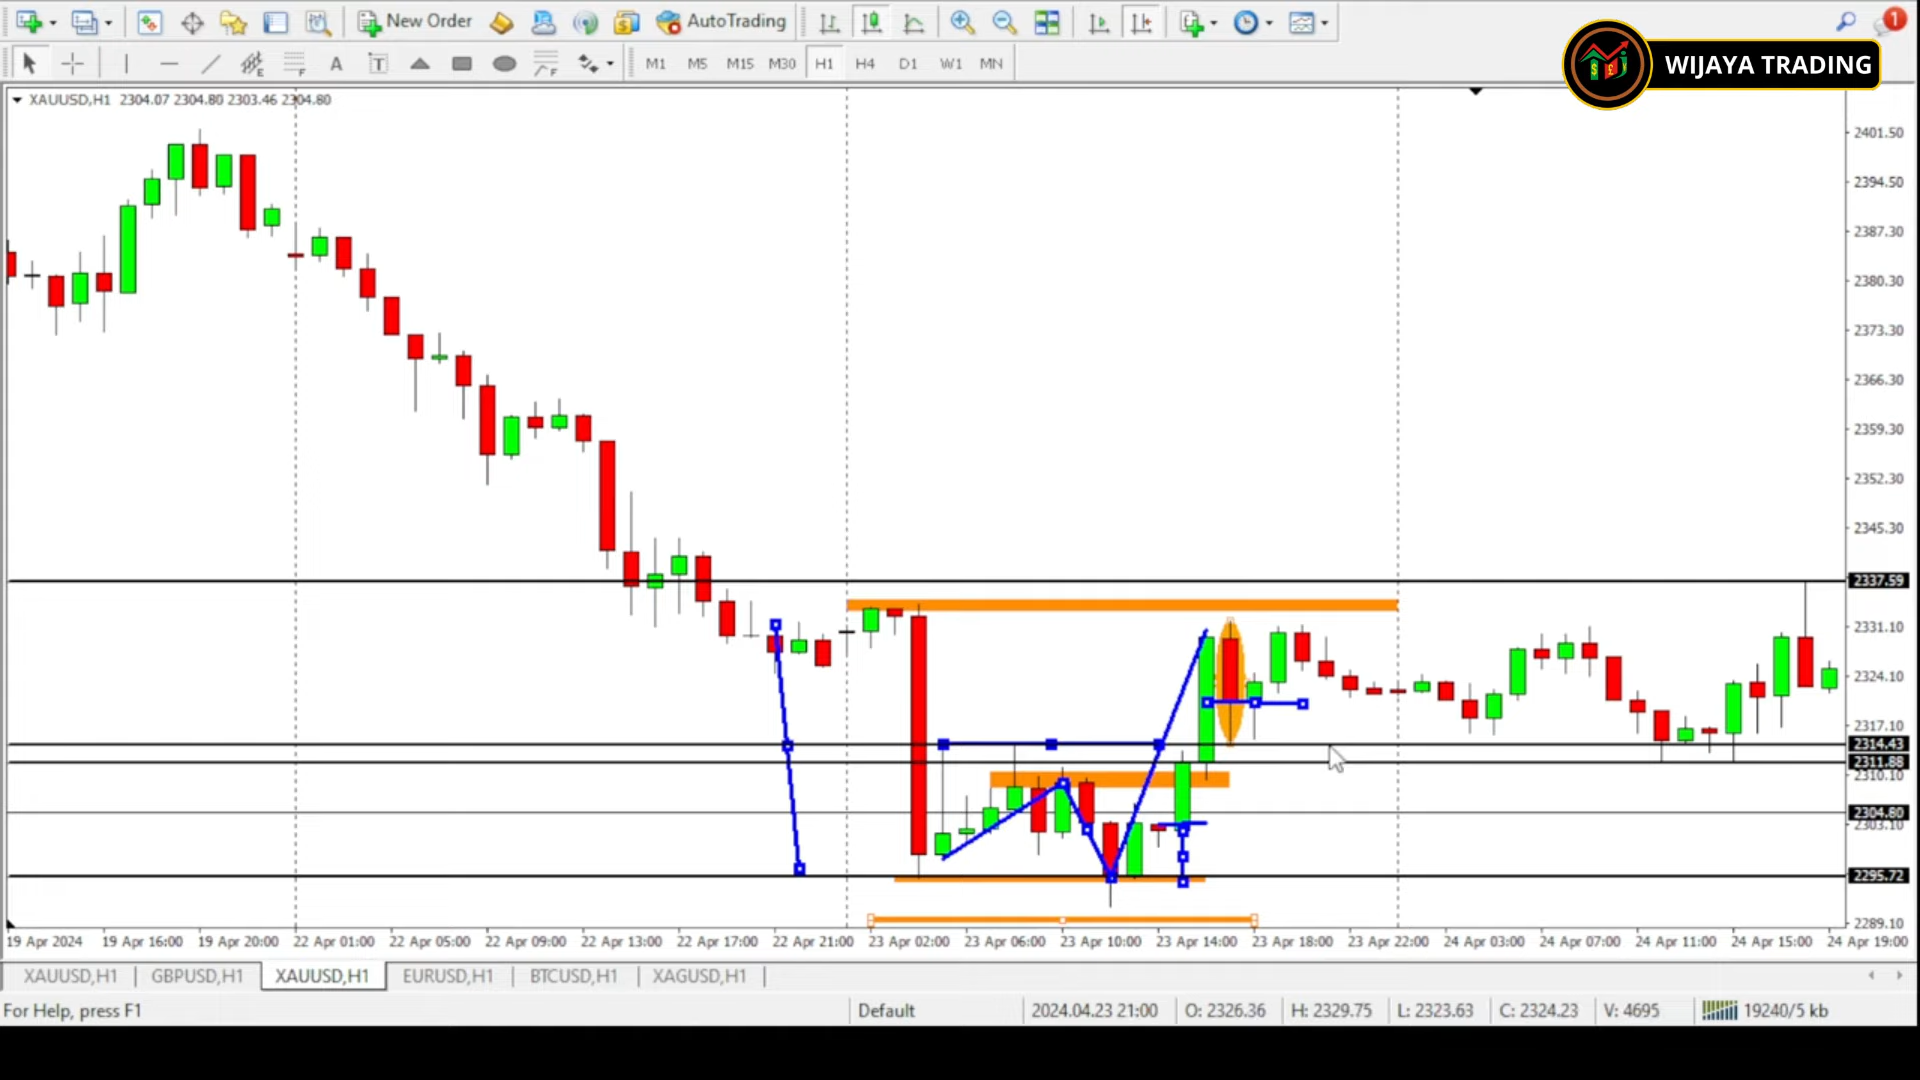 New Order
AutoTrading
1
WIJAYA TRADING
A T
M1 M5 M15 M30 H1 H4 D1 W1 MN
XAUUSD,H1 2304.07 2304.80 2303.46 2304.80
2401.50
2394.50
2387.30
2380.30
2373.30
2366.30
2359.30
2352.30
2345.30
2337.59
2331.10
2324.10
2317.10
2314.43
2311.88
2310.10
2304.80
2303.10
2295.72
2289.10
19 Apr 2024 19 Apr 16:00 19 Apr 20:00 22 Apr 01:00 22 Apr 05:00 22 Apr 09:00 22 Apr 13:00 22 Apr 17:00 22 Apr 21:00 23 Apr 02:00 23 Apr 06:00 23 Apr 10:00 23 Apr 14:00 23 Apr 18:00 23 Apr 22:00 24 Apr 03:00 24 Apr 07:00 24 Apr 11:00 24 Apr 15:00 24 Apr 19:00
XAUUSD,H1 GBPUSD,H1 XAUUSD,H1 EURUSD,H1 BTCUSD,H1 XAGUSD,H1
For Help, press F1 Default 2024.04.23 21:00 O: 2326.36 H: 2329.75 L: 2323.63 C: 2324.23 V: 4695 19240/5 kb